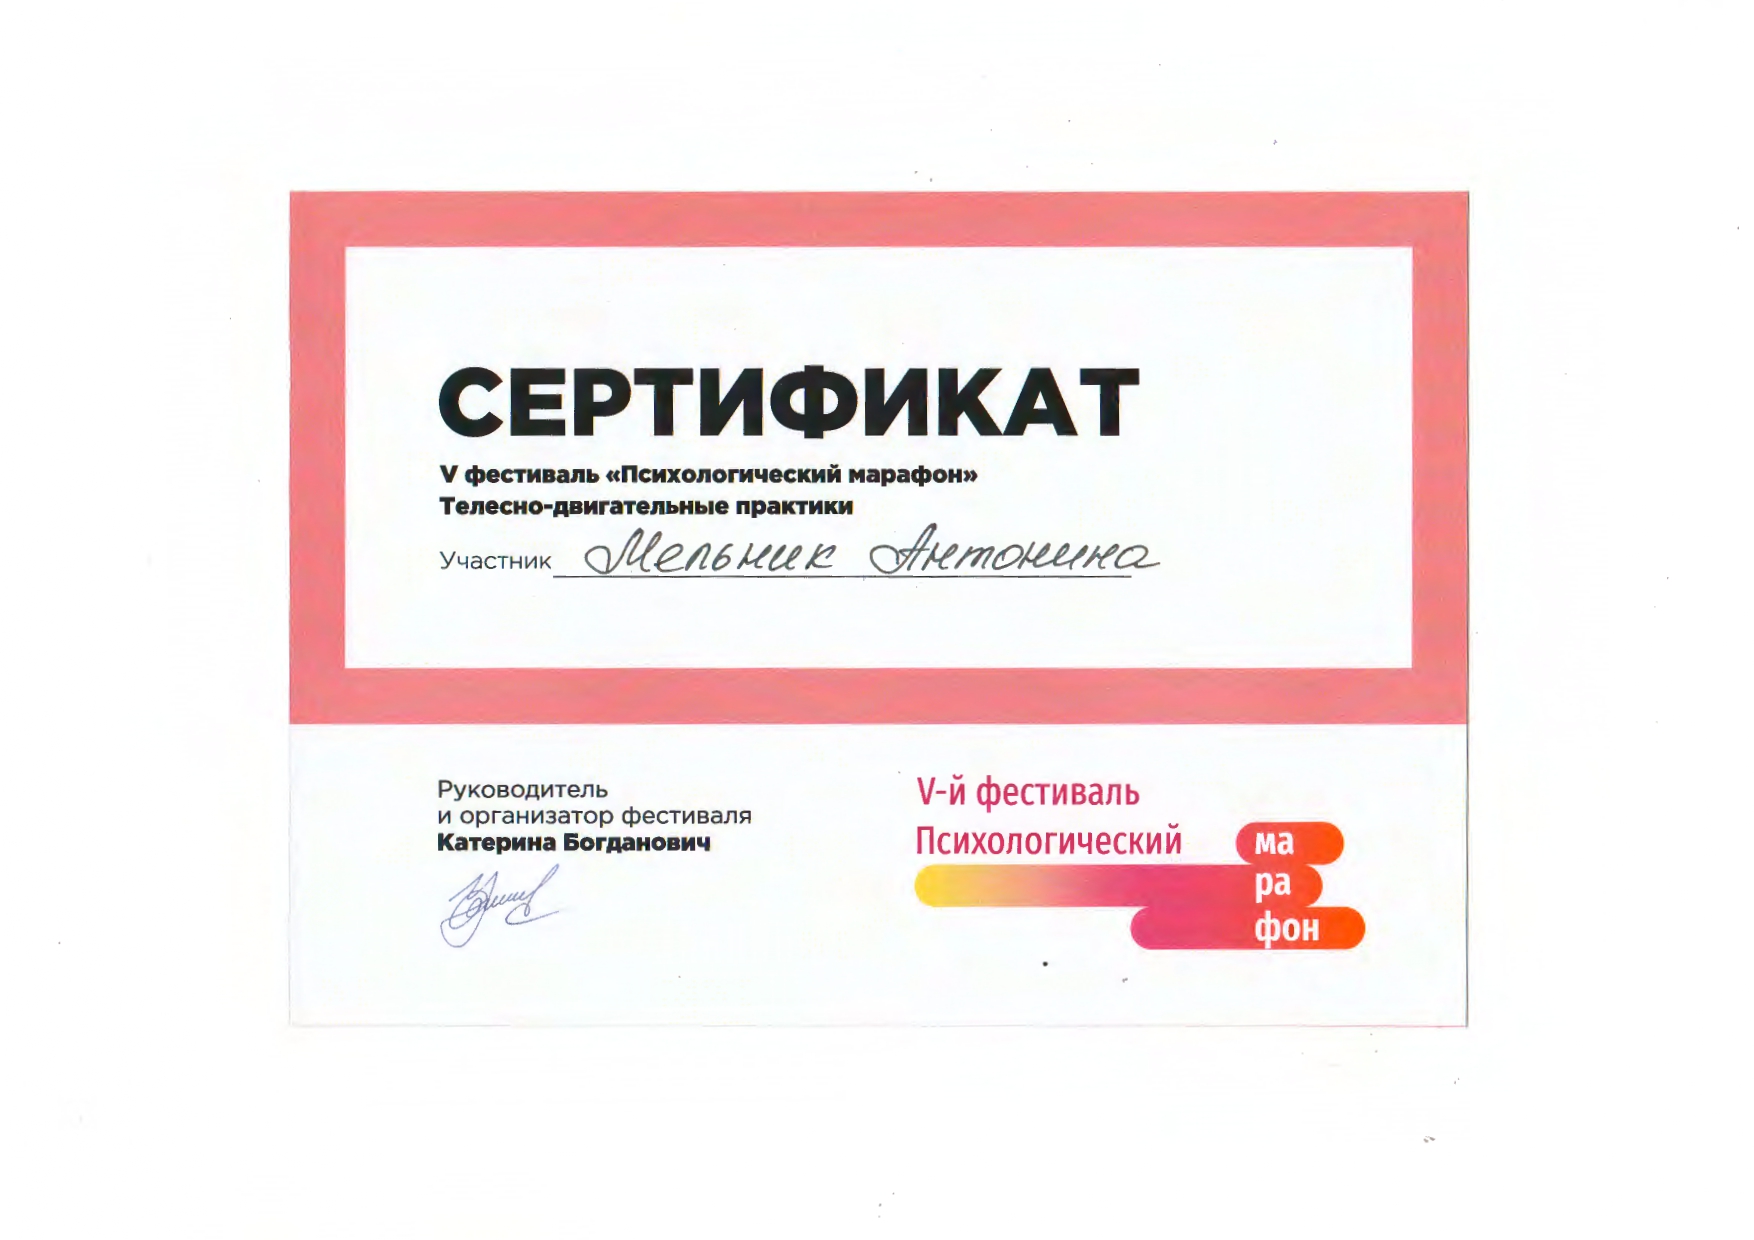 СЕРТИФИКАТ
V фестиваль «Психологический марафон»
Телесно-двигательные практики
Участник Мельник Антонина
Руководитель
и организатор фестиваля
Катерина Богданович
V-й фестиваль
Психологический
ма
ра
фон